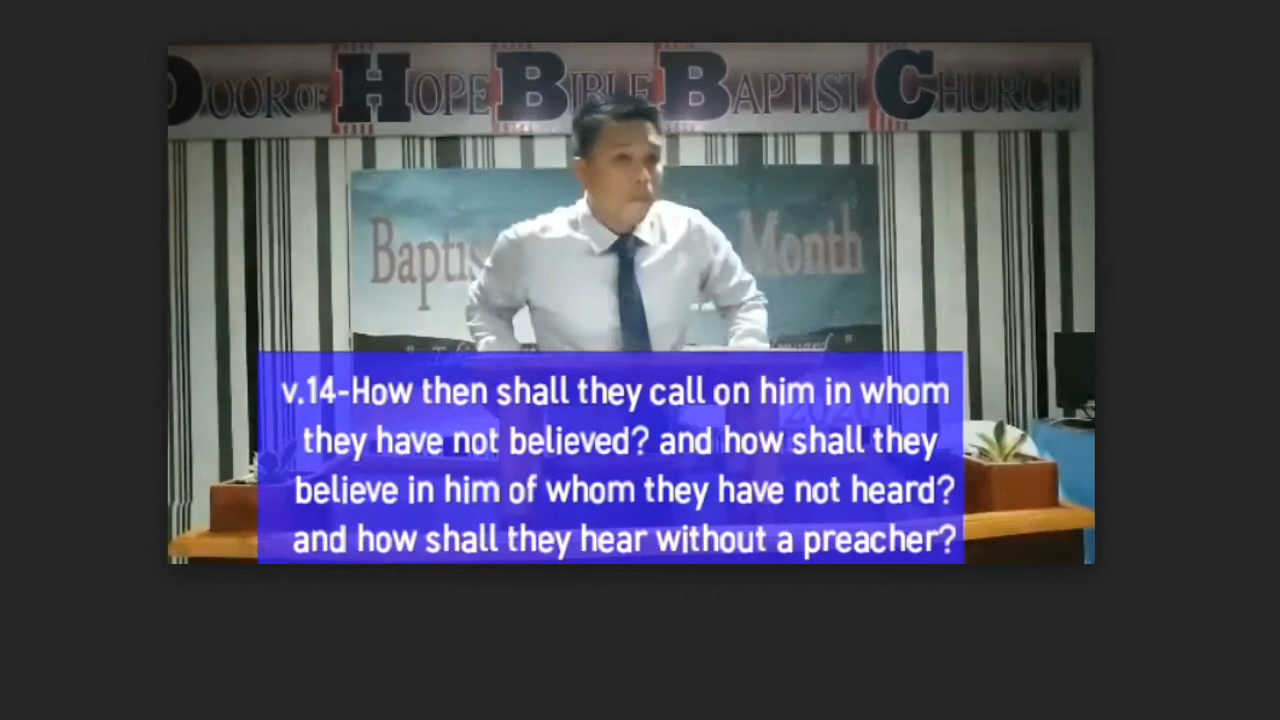 DOOR OF HOPE BIBLE BAPTIST CHURCH
Month
v.14-How then shall they call on him in whom
they have not believed? and how shall they
believe in him of whom they have not heard?
and how shall they hear without a preacher?